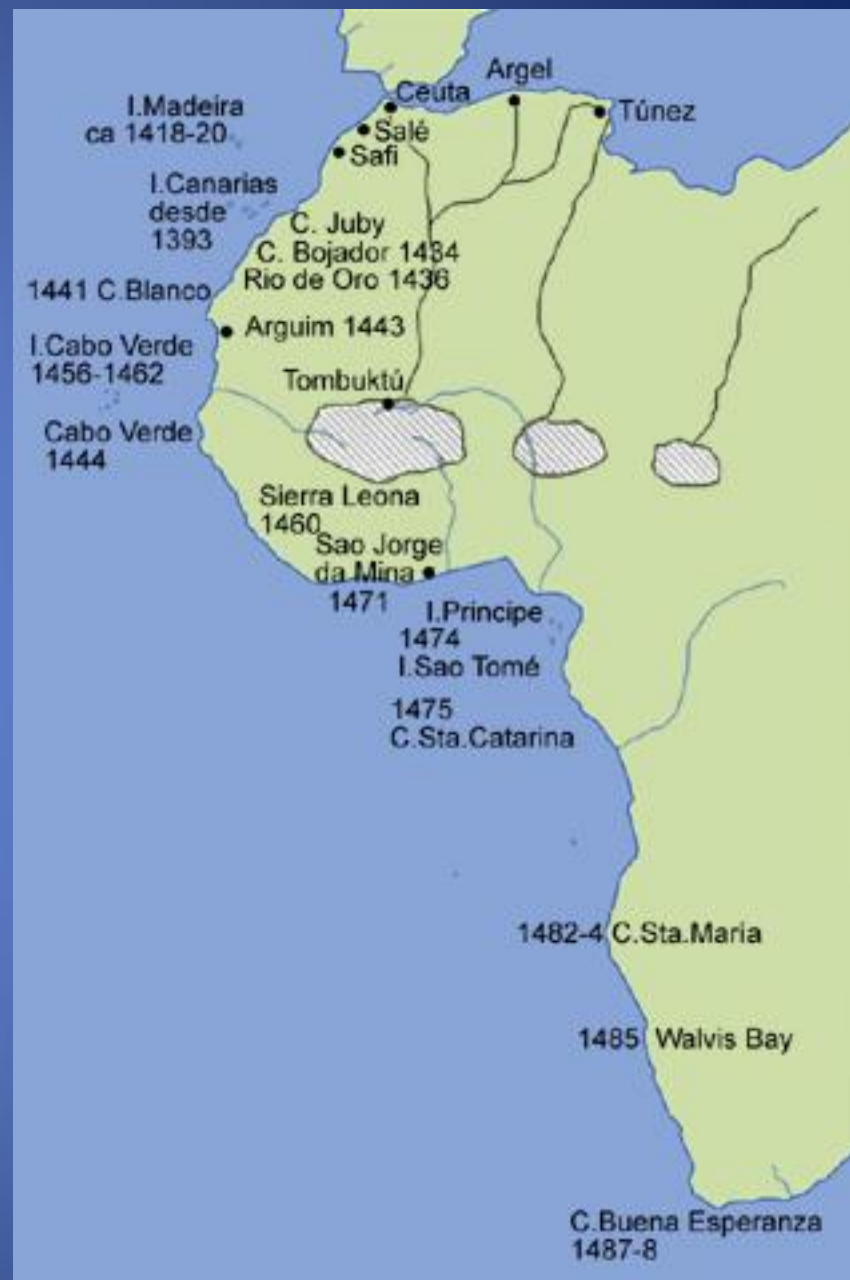 Argel
Ceuta
Túnez
I.Madeira
ca 1418-20
Salé
Safi
I.Canarias
desde
1393
C. Juby
C. Bojador 1434
Rio de Oro 1436
1441 C.Blanco
Arguim 1443
I.Cabo Verde
1456-1462
Tombuktú
Cabo Verde
1444
Sierra Leona
1460
Sao Jorge
da Mina
1471
I.Principe
1474
I.Sao Tomé
1475
C.Sta.Catarina
1482-4 C.Sta.Maria
1485 Walvis Bay
C.Buena Esperanza
1487-8